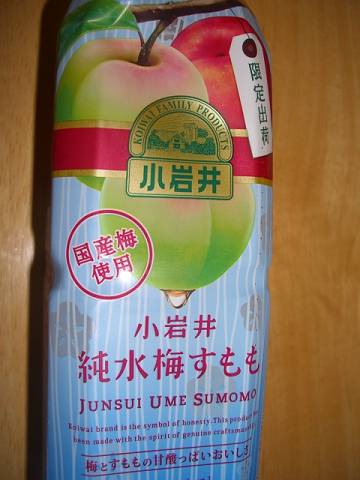 限定出荷
KOIWAI FAMILY PRODUCTS
小岩井
国産梅
使用
小岩井
純水梅すもも
JUNSUI UME SUMOMO
Koiwai brand is the symbol of honesty.This product has
been made with the spirit of genuine craftsmanship.
梅とすももの甘酸っぱいおいしさ